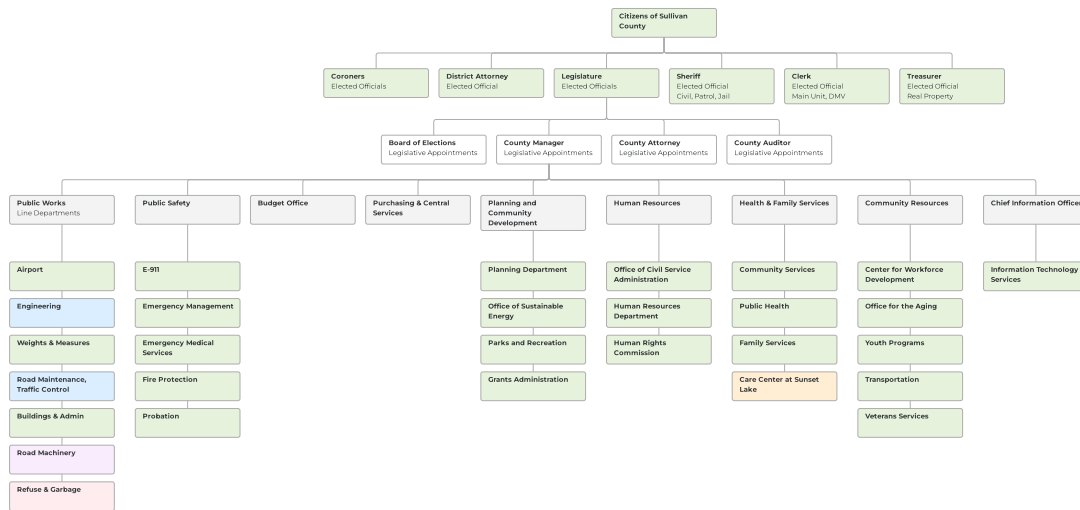 Citizens of Sullivan
County
Coroners
Elected Officials
District Attorney
Elected Official
Legislature
Elected Officials
Sheriff
Elected Official
Civil, Patrol, Jail
Clerk
Elected Official
Main Unit, DMV
Treasurer
Elected Official
Real Property
Board of Elections
Legislative Appointments
County Manager
Legislative Appointments
County Attorney
Legislative Appointments
County Auditor
Legislative Appointments
Public Works
Line Departments
Public Safety
Budget Office
Purchasing & Central
Services
Planning and
Community
Development
Human Resources
Health & Family Services
Community Resources
Chief Information Officer
Airport
Engineering
Weights & Measures
Road Maintenance,
Traffic Control
Buildings & Admin
Road Machinery
Refuse & Garbage
E-911
Emergency Management
Emergency Medical
Services
Fire Protection
Probation
Planning Department
Office of Sustainable
Energy
Parks and Recreation
Grants Administration
Office of Civil Service
Administration
Human Resources
Department
Human Rights
Commission
Community Services
Public Health
Family Services
Care Center at Sunset
Lake
Center for Workforce
Development
Office for the Aging
Youth Programs
Transportation
Veterans Services
Information Technology
Services